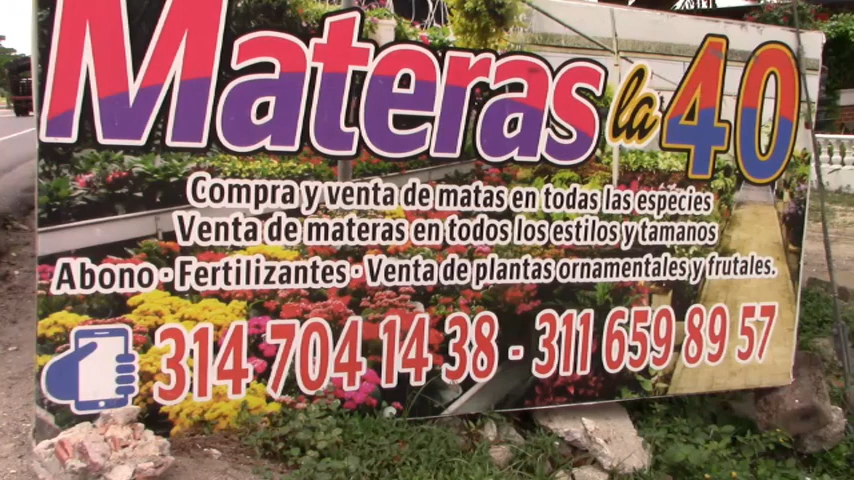 Materas la 40
Compra y venta de matas en todas las especies
Venta de materas en todos los estilos y tamanos
Abono · Fertilizantes · Venta de plantas ornamentales y frutales.
314 704 14 38 - 311 659 89 57